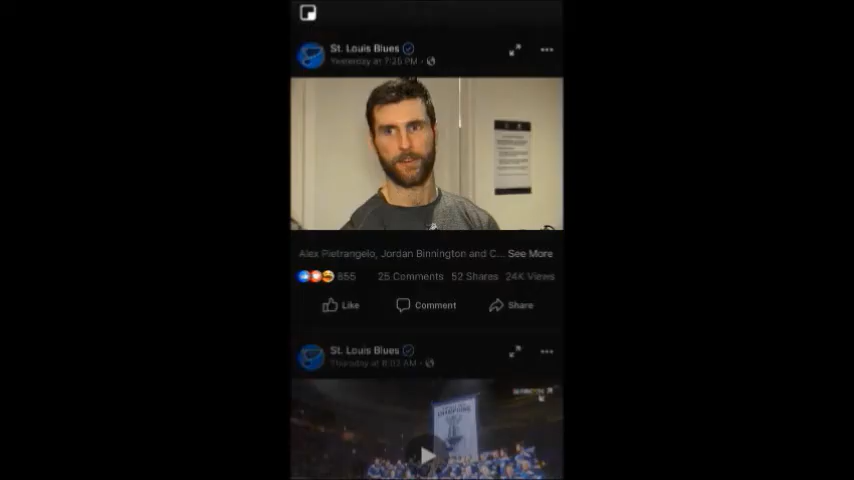 St. Louis Blues
Yesterday at 7:25 PM
Alex Pietrangelo, Jordan Binnington and C... See More
855 25 Comments 52 Shares 24K Views
Like Comment Share
St. Louis Blues
Thursday at 8:03 AM
CHAMPIONS